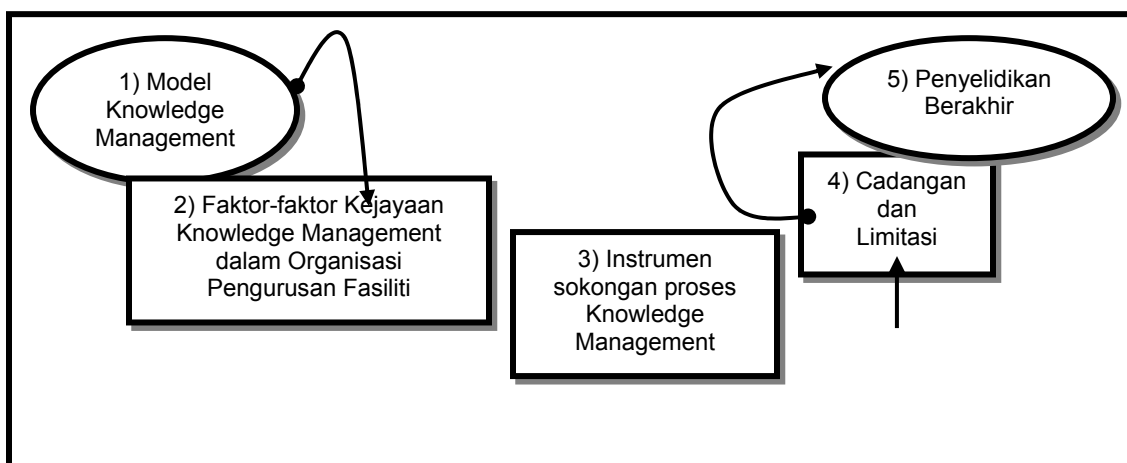 1) Model
Knowledge
Management
2) Faktor-faktor Kejayaan
Knowledge Management
dalam Organisasi
Pengurusan Fasiliti
3) Instrumen
sokongan proses
Knowledge
Management
4) Cadangan
dan
Limitasi
5) Penyelidikan
Berakhir